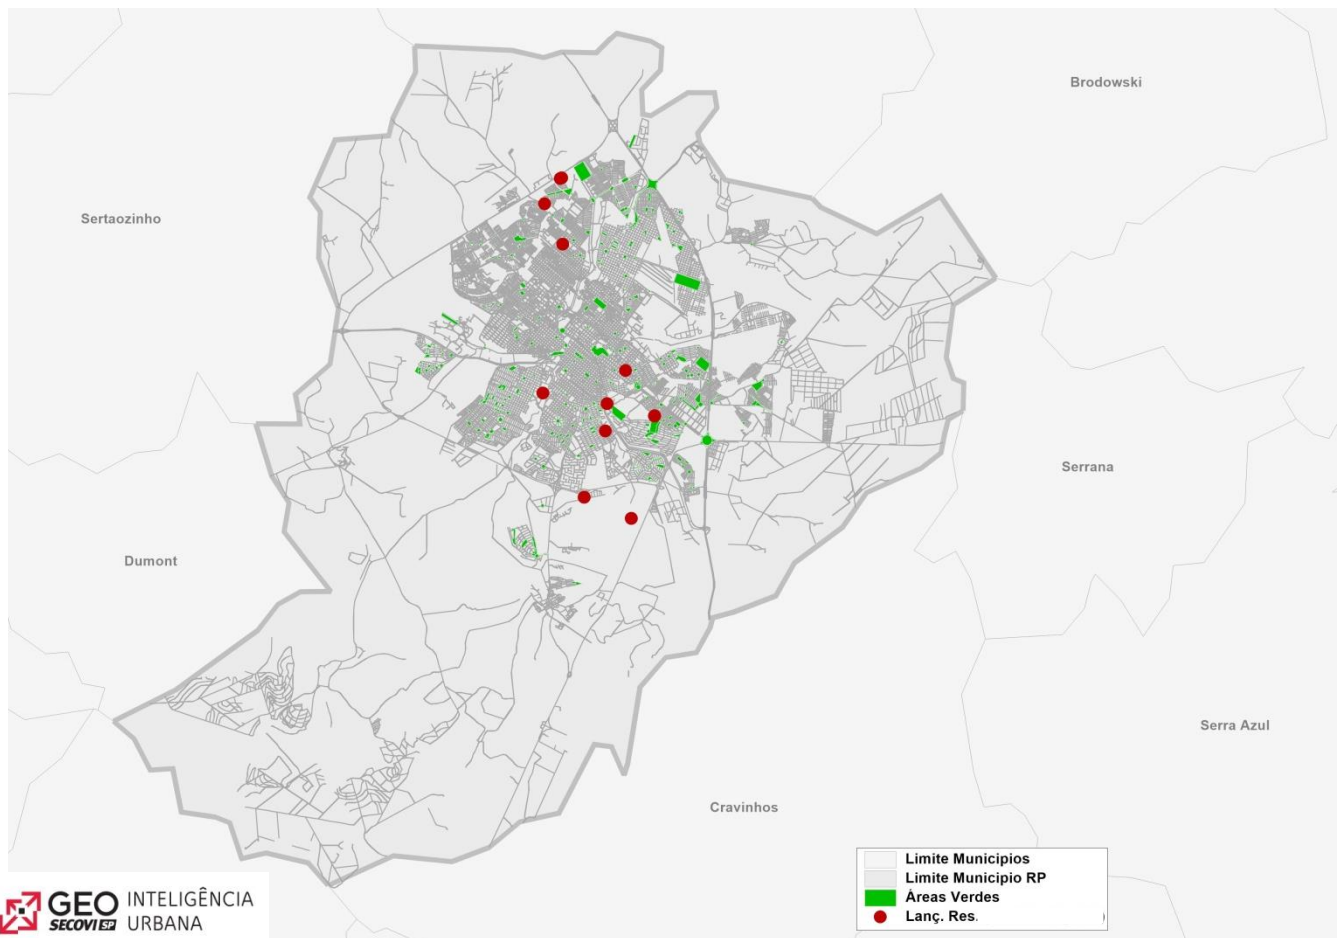 Brodowski
Sertaozinho
Serrana
Dumont
Serra Azul
Cravinhos
Limite Municipios
Limite Municipio RP
Áreas Verdes
Lanç. Res.
)
GEO INTELIGÊNCIA
SECOVI SP URBANA